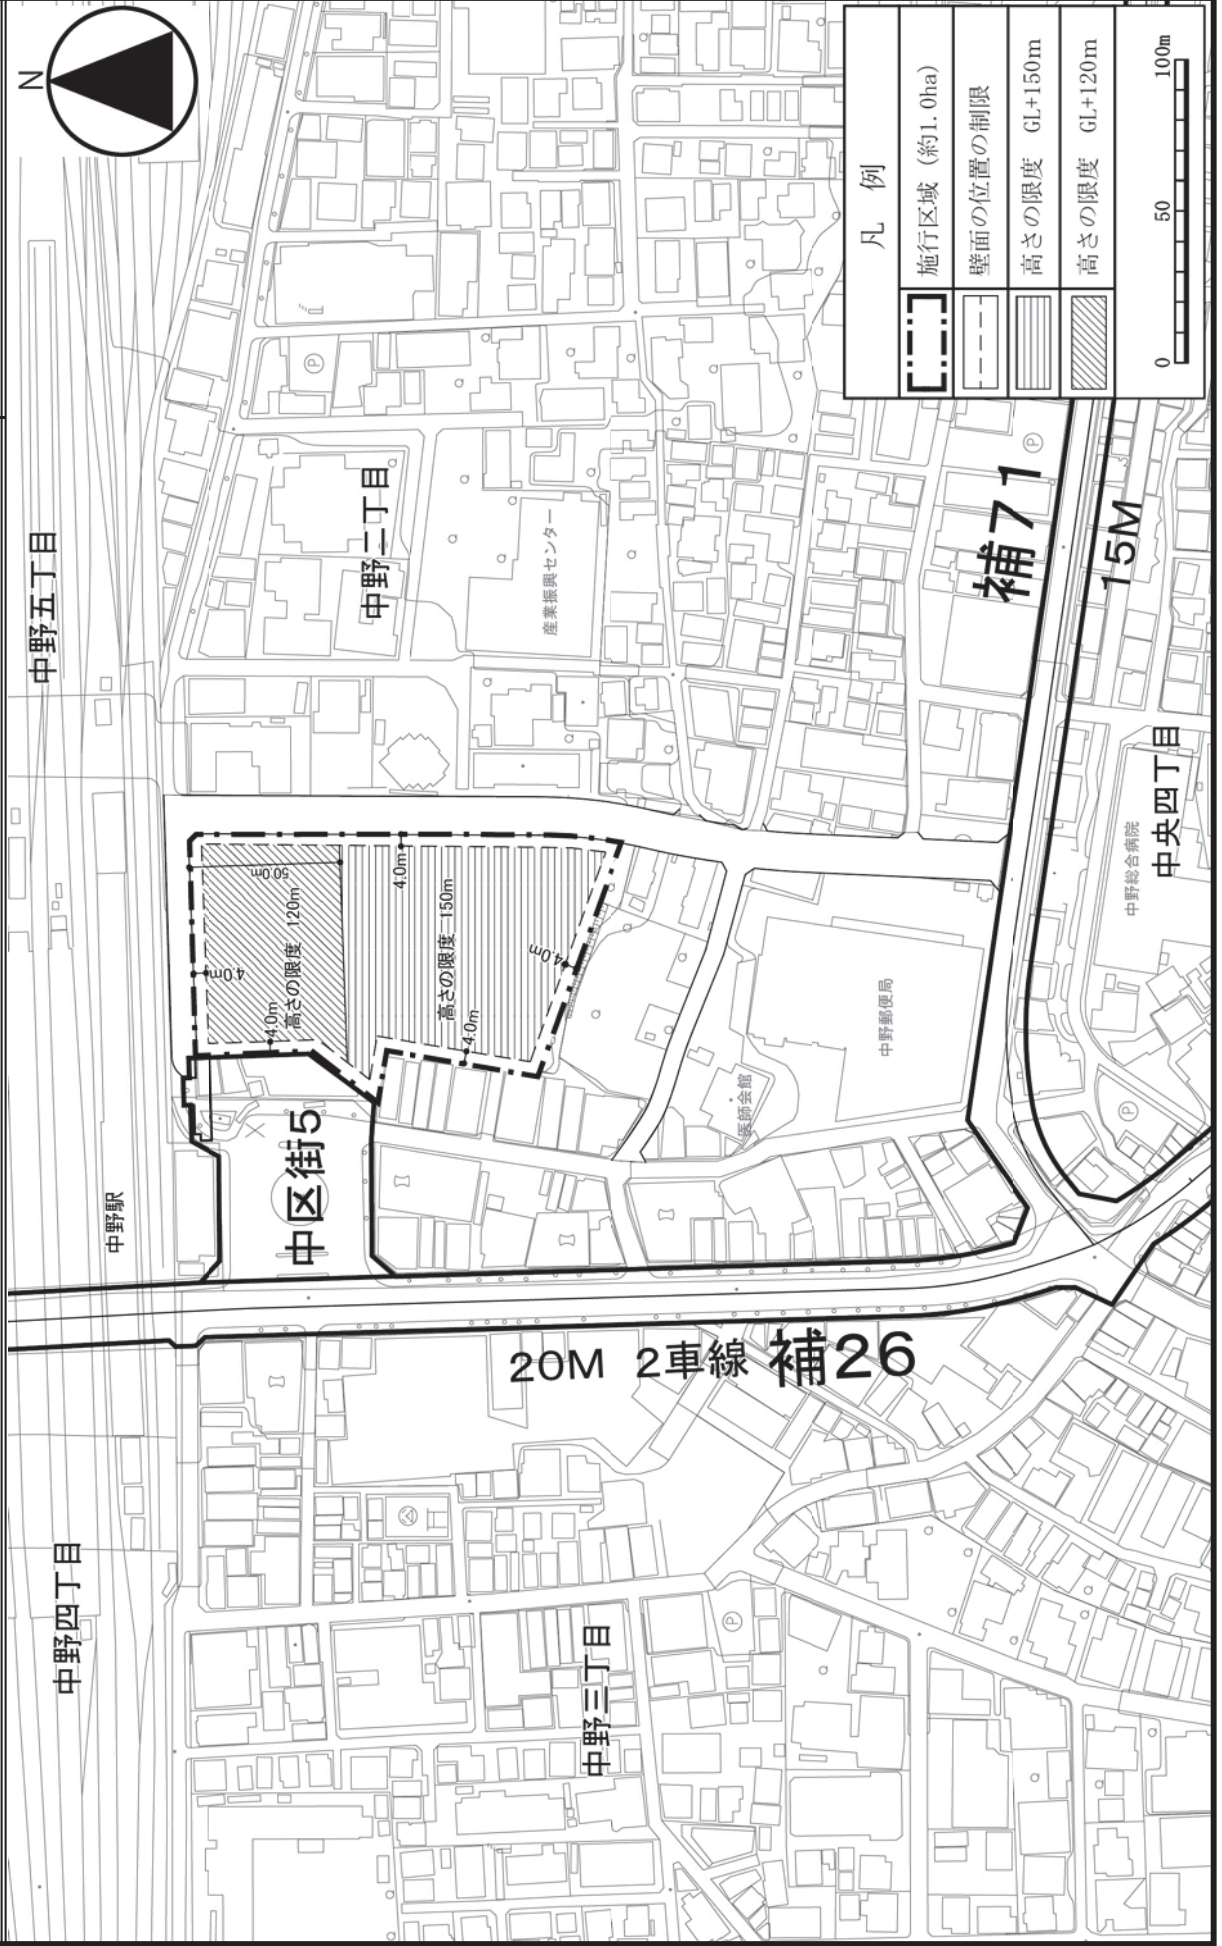 N
凡 例
施行区域 (約1.0ha)
壁面の位置の制限
高さの限度 GL+150m
高さの限度 GL+120m
0 50 100m
中野五丁目
中野二丁目
産業振興センター
P
P
補71
15M
中央四丁目
中野総合病院
50.0m
4.0m
高さの限度 120m
4.0m
4.0m
高さの限度 150m
4.0m
4.0m
中野郵便局
医師会館
P
中野駅
中区街5
20M 2車線 補26
中野四丁目
中野三丁目
P